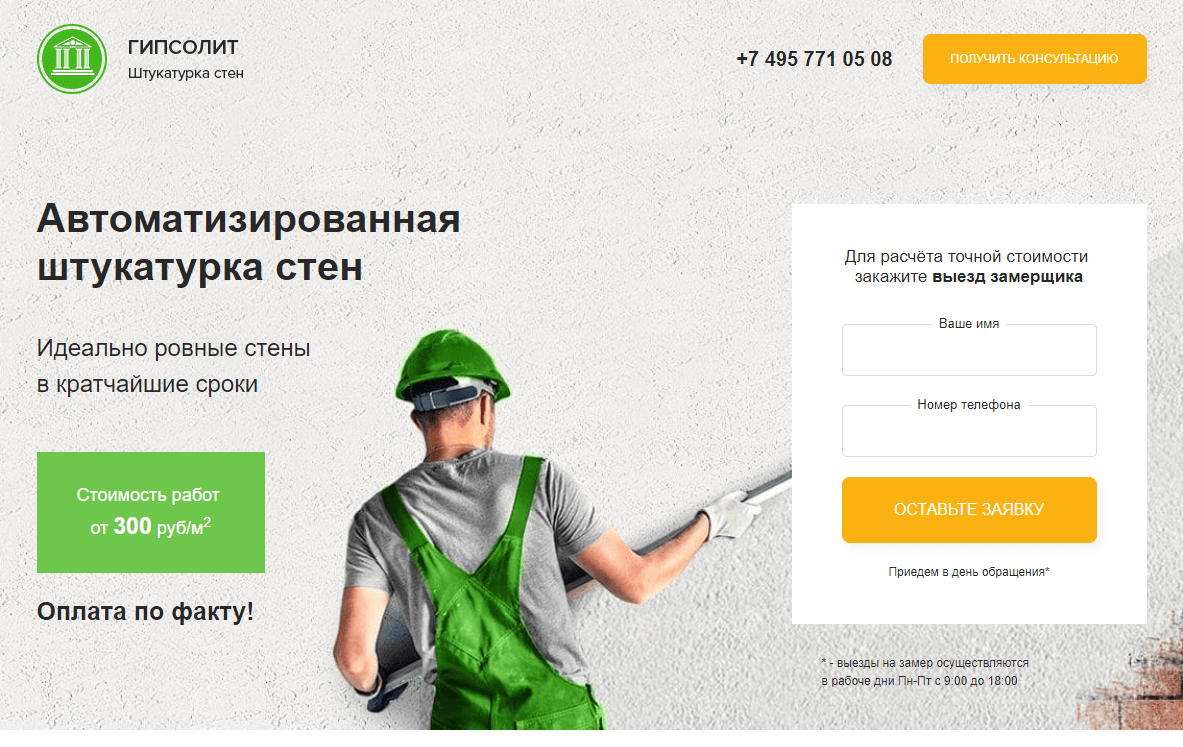 ГИПСОЛИТ
Штукатурка стен
+7 495 771 05 08
ПОЛУЧИТЬ КОНСУЛЬТАЦИЮ
Автоматизированная
штукатурка стен
Идеально ровные стены
в кратчайшие сроки
Стоимость работ
от 300 руб/м²
Оплата по факту!
Для расчёта точной стоимости
закажите выезд замерщика
Ваше имя
Номер телефона
ОСТАВЬТЕ ЗАЯВКУ
Приедем в день обращения*
* - выезды на замер осуществляются
в рабоче дни Пн-Пт с 9:00 до 18:00